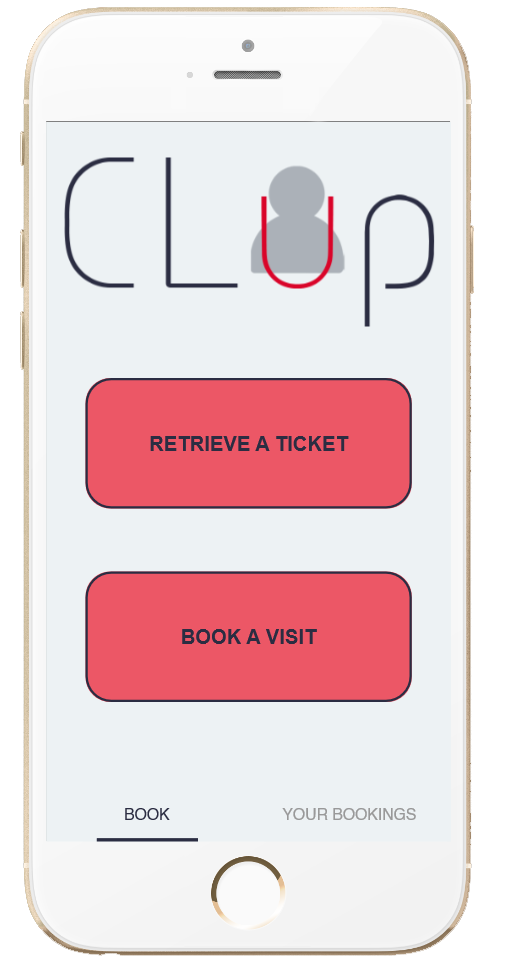 CLup
RETRIEVE A TICKET
BOOK A VISIT
BOOK
YOUR BOOKINGS